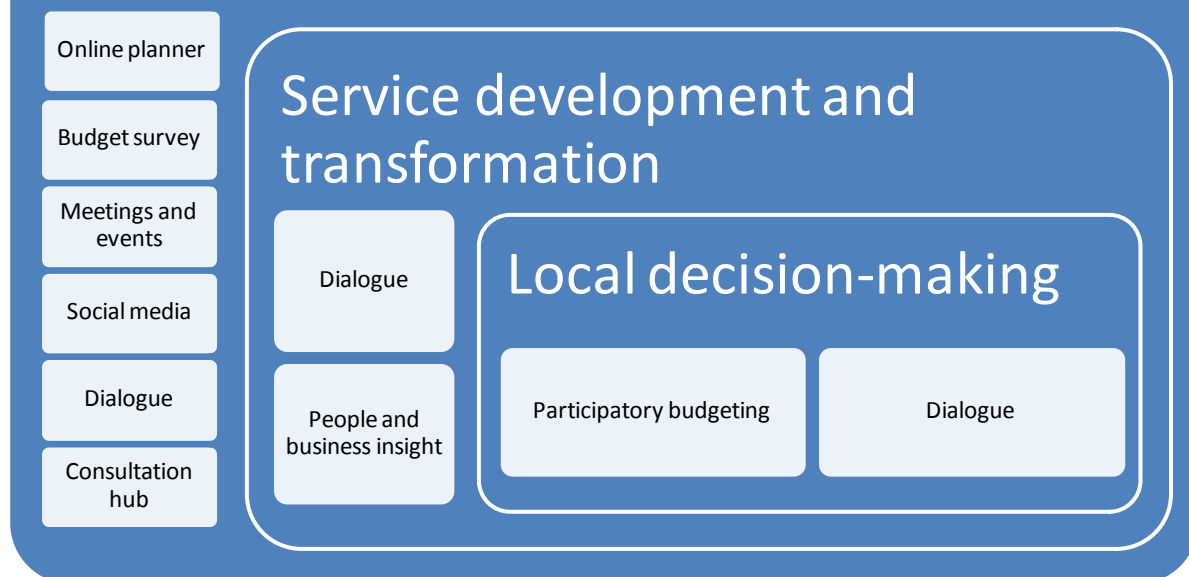 Online planner
Budget survey
Meetings and
events
Social media
Dialogue
Consultation
hub
Service development and
transformation
Dialogue
People and
business insight
Local decision-making
Participatory budgeting
Dialogue